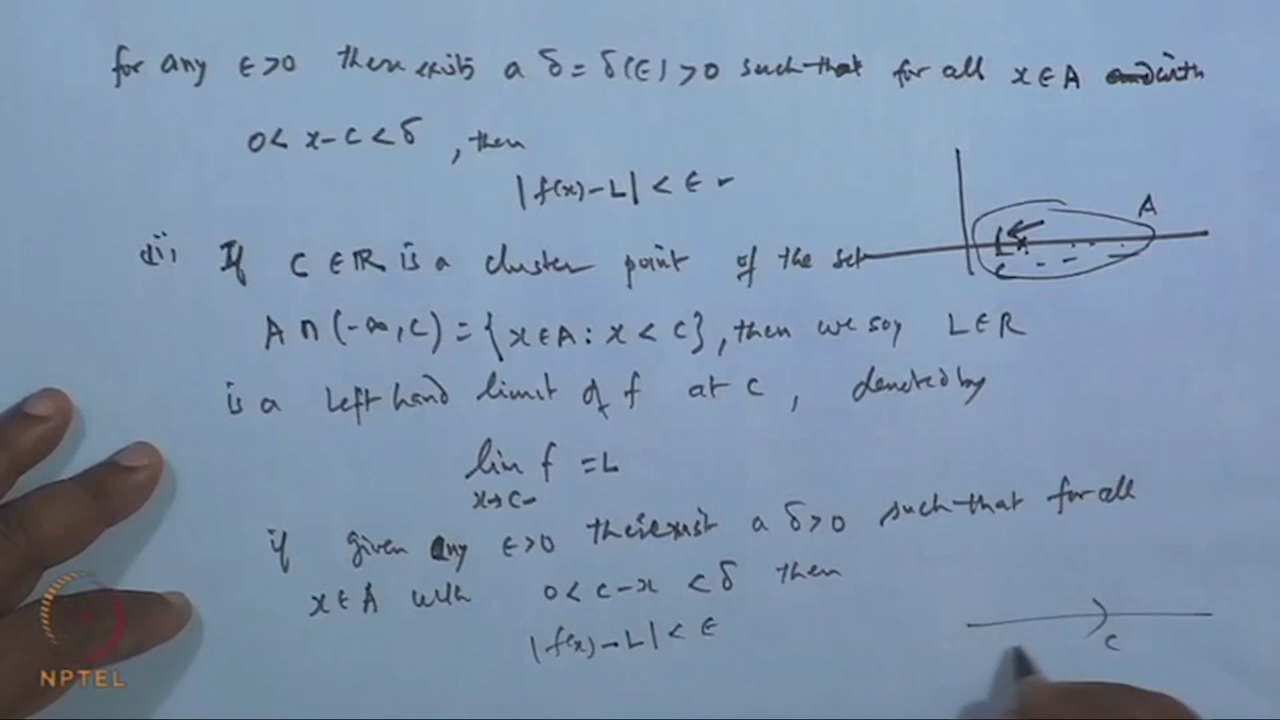 for any ε>0 there exists a δ = δ(ε) >0 such that for all x ∈ A with
0 < x-c < δ , then
|f(x)-L| < ε
A
(ii) If c ∈ R is a cluster point of the set
c
A ∩ (-∞, c) = {x ∈ A : x < c}, then we say L ∈ R
is a left hand limit of f at c , denoted by
lim f = L
x→c-
if given any ε>0 there exist a δ>0 such that for all
x ∈ A with 0 < c-x < δ then
|f(x)-L| < ε
c
NPTEL